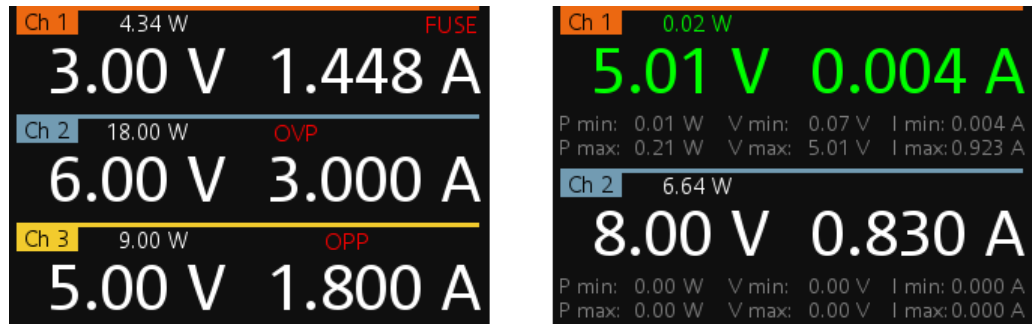 Ch 1 4.34 W FUSE
3.00 V 1.448 A
Ch 2 18.00 W OVP
6.00 V 3.000 A
Ch 3 9.00 W OPP
5.00 V 1.800 A
Ch 1 0.02 W
5.01 V 0.004 A
P min: 0.01 W V min: 0.07 V I min: 0.004 A
P max: 0.21 W V max: 5.01 V I max: 0.923 A
Ch 2 6.64 W
8.00 V 0.830 A
P min: 0.00 W V min: 0.00 V I min: 0.000 A
P max: 0.00 W V max: 0.00 V I max: 0.000 A